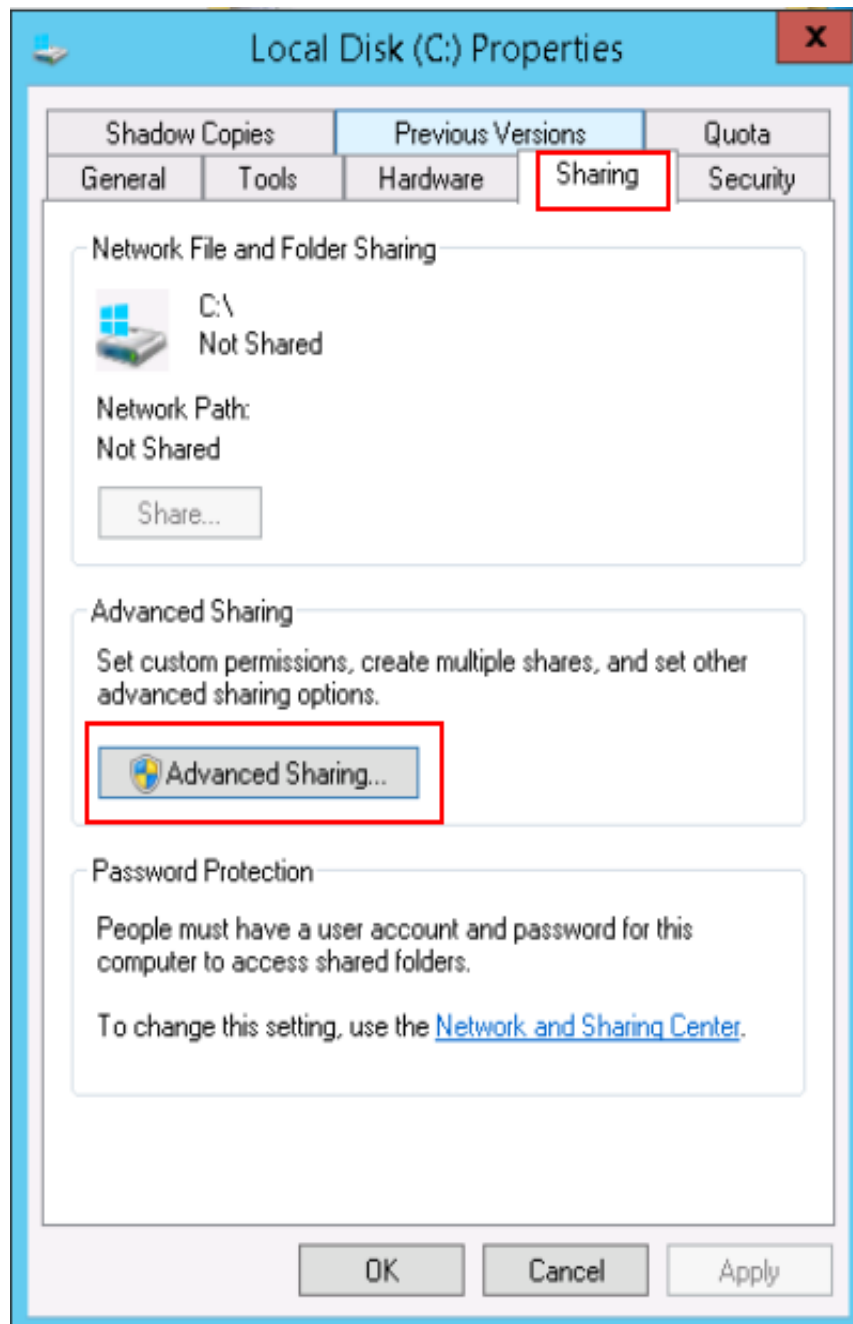 Local Disk (C:) Properties
x
Shadow Copies
Previous Versions
Quota
General
Tools
Hardware
Sharing
Security
Network File and Folder Sharing
C:\
Not Shared
Network Path:
Not Shared
Share...
Advanced Sharing
Set custom permissions, create multiple shares, and set other
advanced sharing options.
Advanced Sharing...
Password Protection
People must have a user account and password for this
computer to access shared folders.
To change this setting, use the Network and Sharing Center.
OK
Cancel
Apply